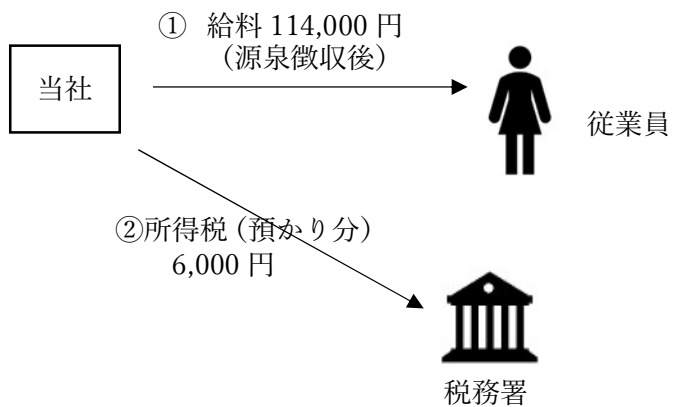 ① 給料 114,000 円
(源泉徴収後)
当社
従業員
②所得税 (預かり分)
6,000 円
税務署